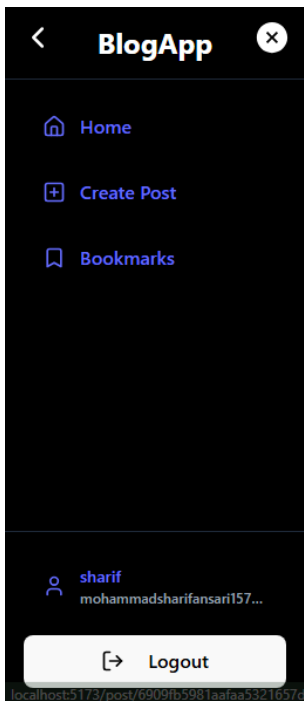 BlogApp
Home
Create Post
Bookmarks
sharif
mohammadsharifansari157...
Logout
localhost:5173/post/6909fb5981aafaa5321657d